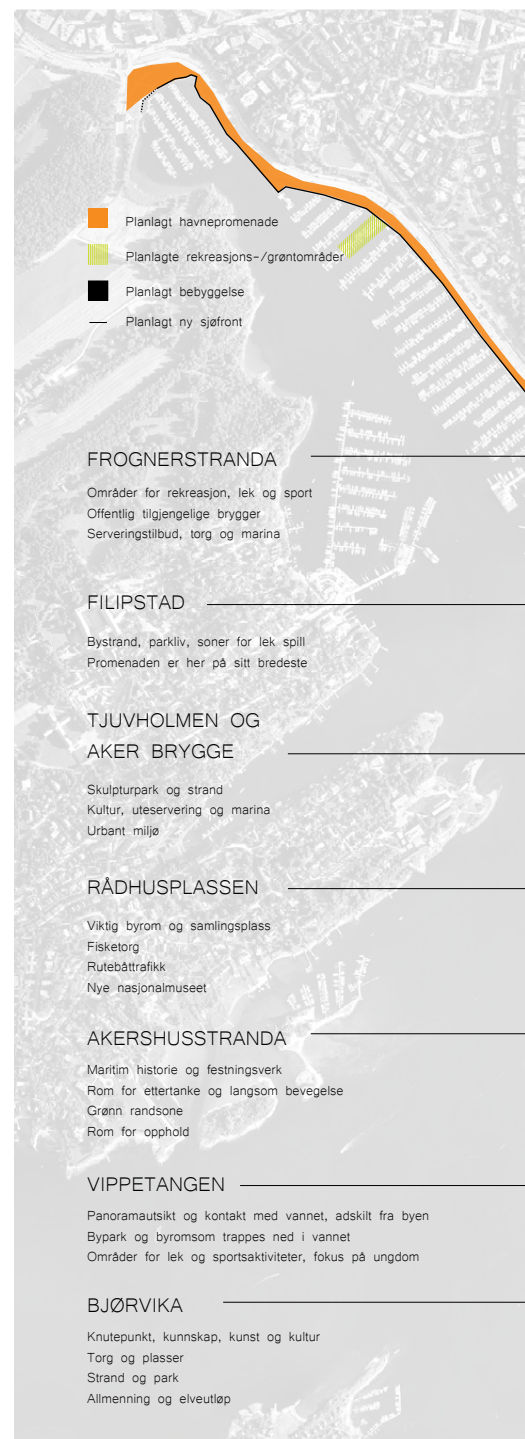 Planlagt havnepromenade
Planlagte rekreasjons-/grøntområder
Planlagt bebyggelse
Planlagt ny sjøfront
FROGNERSTRANDA
Områder for rekreasjon, lek og sport
Offentlig tilgjengelige brygger
Serveringstilbud, torg og marina
FILIPSTAD
Bystrand, parkliv, soner for lek spill
Promenaden er her på sitt bredeste
TJUVHOLMEN OG
AKER BRYGGE
Skulpturpark og strand
Kultur, uteservering og marina
Urbant miljø
RÅDHUSPLASSEN
Viktig byrom og samlingsplass
Fisketorg
Rutebåttrafikk
Nye nasjonalmuseet
AKERSHUSSTRANDA
Maritim historie og festningsverk
Rom for ettertanke og langsom bevegelse
Grønn randsone
Rom for opphold
VIPPETANGEN
Panoramautsikt og kontakt med vannet, adskilt fra byen
Bypark og byromsom trappes ned i vannet
Områder for lek og sportsaktiviteter, fokus på ungdom
BJØRVIKA
Knutepunkt, kunnskap, kunst og kultur
Torg og plasser
Strand og park
Allmenning og elveutløp